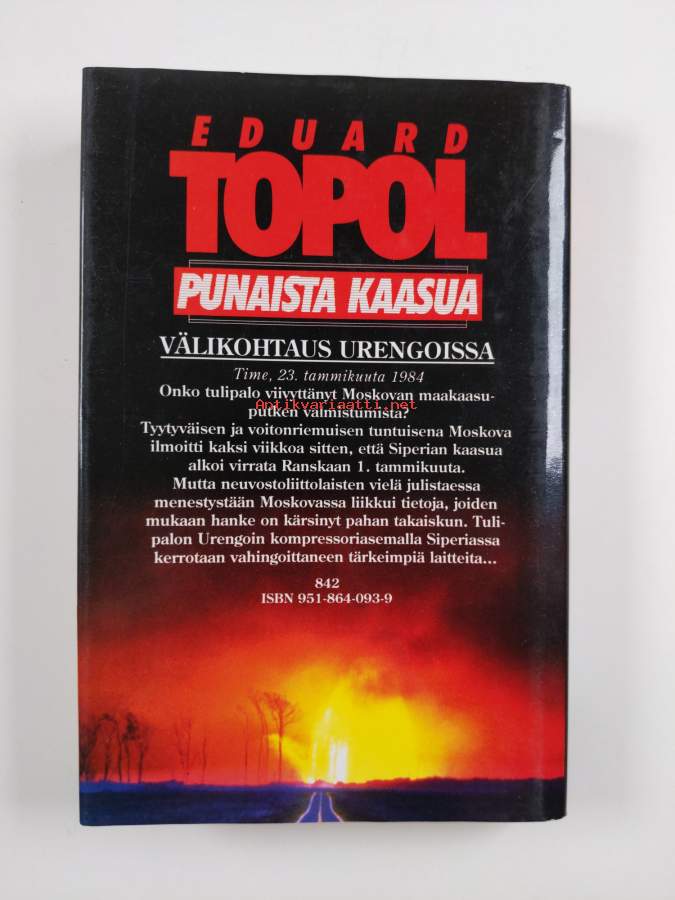 EDUARD
TOPOL
PUNAISTA KAASUA
VÄLIKOHTAUS URENGOISSA
Time, 23. tammikuuta 1984
Onko tulipalo viivyttänyt Moskovan maakaasu-
Antikvariaatti.net
putken valmistumista?
Tyytyväisen ja voitonriemuisen tuntuisena Moskova
ilmoitti kaksi viikkoa sitten, että Siperian kaasua
alkoi virrata Ranskaan 1. tammikuuta.
Mutta neuvostoliittolaisten vielä julistaessa
menestystään Moskovassa liikkui tietoja, joiden
mukaan hanke on kärsinyt pahan takaiskun. Tuli-
palon Urengoin kompressoriasemalla Siperiassa
kerrotaan vahingoittaneen tärkeimpiä laitteita...
842
ISBN 951-864-093-9